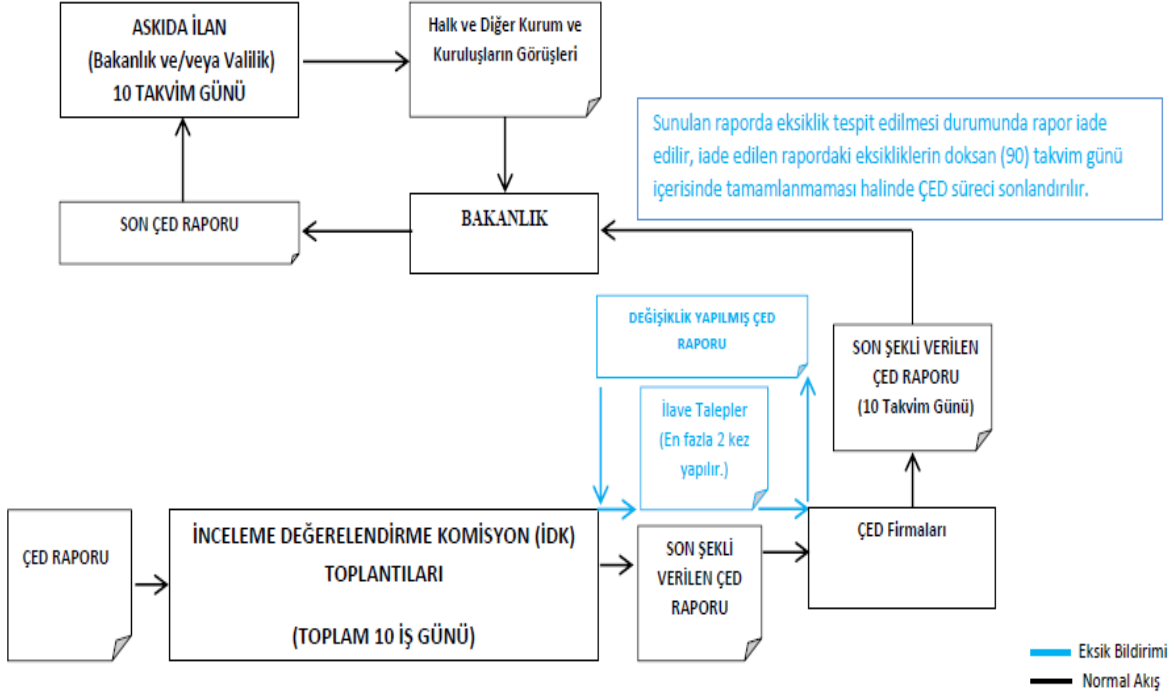 ASKIDA İLAN
(Bakanlık ve/veya Valilik)
10 TAKVİM GÜNÜ
Halk ve Diğer Kurum ve
Kuruluşların Görüşleri
Sunulan raporda eksiklik tespit edilmesi durumunda rapor iade
edilir, iade edilen rapordaki eksikliklerin doksan (90) takvim günü
içerisinde tamamlanmaması halinde ÇED süreci sonlandırılır.
SON ÇED RAPORU
BAKANLIK
DEĞİŞİKLİK YAPILMIŞ ÇED
RAPORU
SON ŞEKLİ VERİLEN
ÇED RAPORU
(10 Takvim Günü)
İlave Talepler
(En fazla 2 kez
yapılır.)
ÇED RAPORU
İNCELEME DEĞERELENDİRME KOMİSYON (İDK)
TOPLANTILARI
(TOPLAM 10 İŞ GÜNÜ)
SON ŞEKLİ
VERİLEN ÇED
RAPORU
ÇED Firmaları
Eksik Bildirimi
Normal Akış